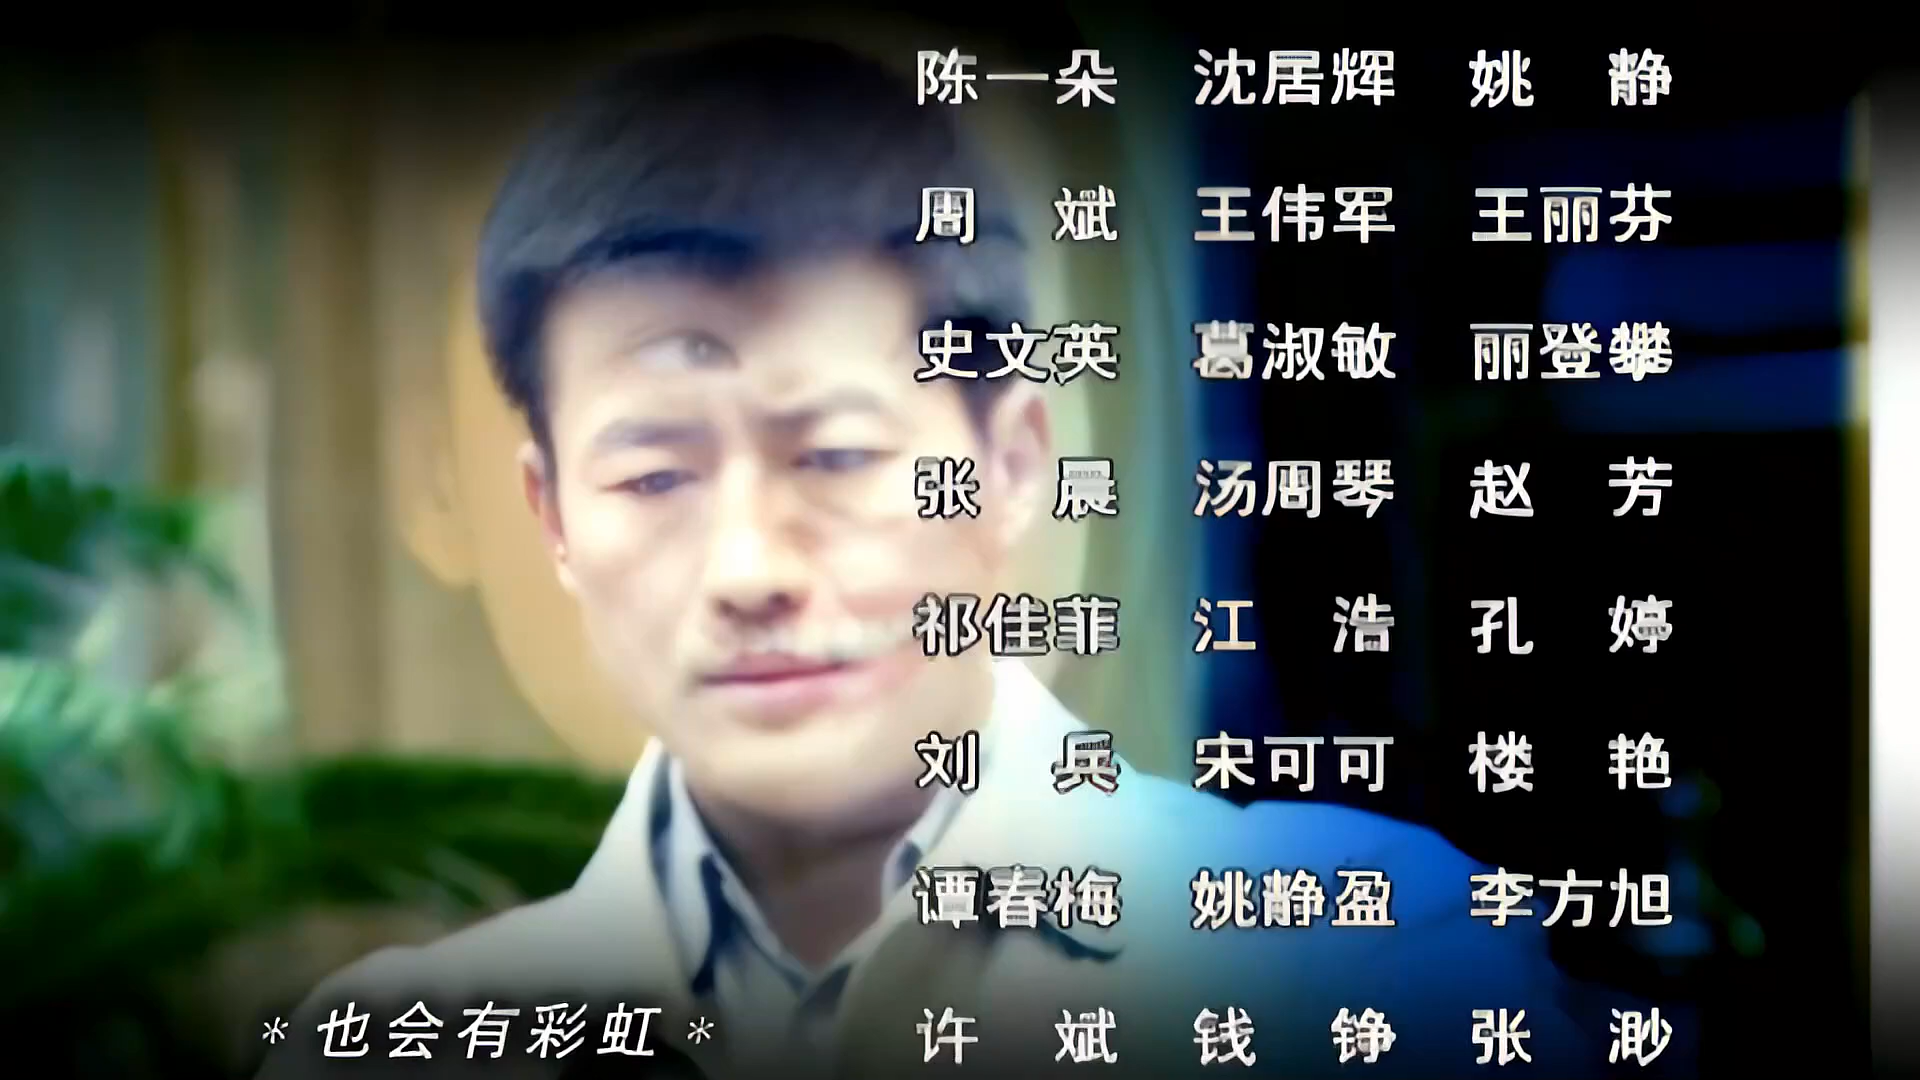 陈一朵 沈居辉 姚 静
周 斌 王伟军 王丽芬
史文英 葛淑敏 丽登攀
张 晨 汤周琴 赵 芳
祁佳菲 江 浩 孔 婷
刘 兵 宋可可 楼 艳
谭春梅 姚静盈 李方旭
许 斌 钱 铮 张 渺
* 也会有彩虹 *